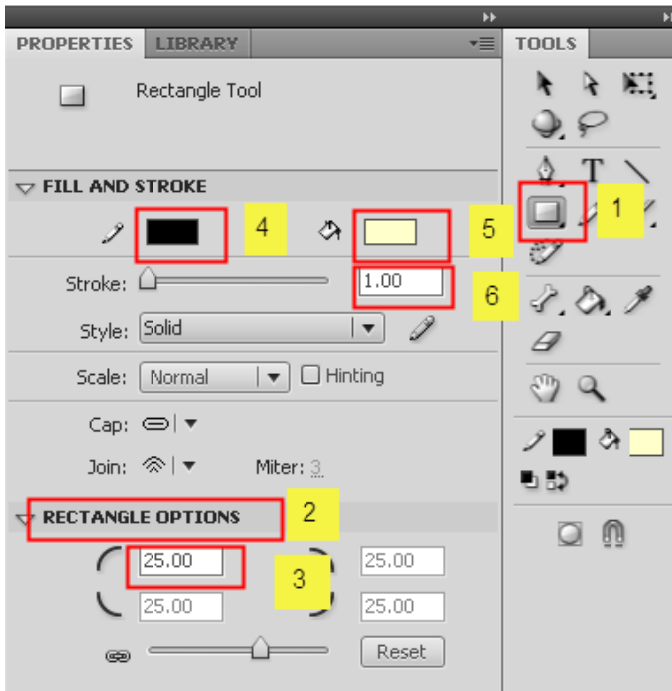 PROPERTIES LIBRARY
Rectangle Tool
FILL AND STROKE
4
5
Stroke: 1.00
6
Style: Solid
Scale: Normal Hinting
Cap:
Join: Miter: 3
RECTANGLE OPTIONS 2
25.00 25.00
3
25.00 25.00
Reset
TOOLS
T
1